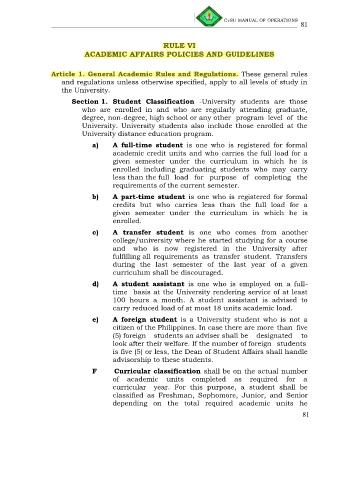 CvSU MANUAL OF OPERATIONS
81
RULE VI
ACADEMIC AFFAIRS POLICIES AND GUIDELINES
Article 1. General Academic Rules and Regulations. These general rules
and regulations unless otherwise specified, apply to all levels of study in
the University.
Section 1. Student Classification -University students are those
who are enrolled in and who are regularly attending graduate,
degree, non-degree, high school or any other program level of the
University. University students also include those enrolled at the
University distance education program.
a) A full-time student is one who is registered for formal
academic credit units and who carries the full load for a
given semester under the curriculum in which he is
enrolled including graduating students who may carry
less than the full load for purpose of completing the
requirements of the current semester.
b) A part-time student is one who is registered for formal
credits but who carries less than the full load for a
given semester under the curriculum in which he is
enrolled.
c) A transfer student is one who comes from another
college/university where he started studying for a course
and who is now registered in the University after
fulfilling all requirements as transfer student. Transfers
during the last semester of the last year of a given
curriculum shall be discouraged.
d) A student assistant is one who is employed on a full-
time basis at the University rendering service of at least
100 hours a month. A student assistant is advised to
carry reduced load of at most 18 units academic load.
e) A foreign student is a University student who is not a
citizen of the Philippines. In case there are more than five
(5) foreign students an adviser shall be designated to
look after their welfare. If the number of foreign students
is five (5( or less, the Dean of Student Affairs shall handle
advisorship to these students.
F Curricular classification shall be on the actual number
of academic units completed as required for a
curricular year. For this purpose, a student shall be
classified as Freshman, Sophomore, Junior, and Senior
depending on the total required academic units he
81